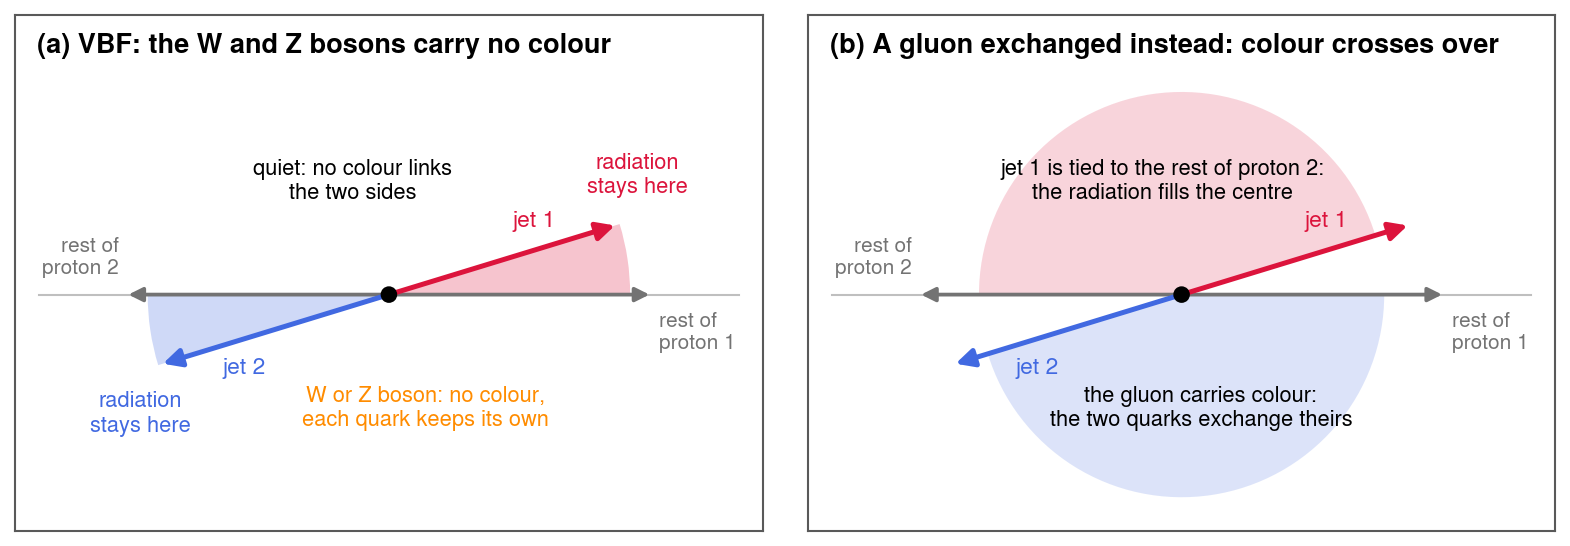 (a) VBF: the W and Z bosons carry no colour
quiet: no colour links
the two sides
radiation
stays here
jet 1
rest of
proton 2
rest of
proton 1
jet 2
radiation
stays here
W or Z boson: no colour,
each quark keeps its own
(b) A gluon exchanged instead: colour crosses over
jet 1 is tied to the rest of proton 2:
the radiation fills the centre
jet 1
rest of
proton 2
rest of
proton 1
jet 2
the gluon carries colour:
the two quarks exchange theirs